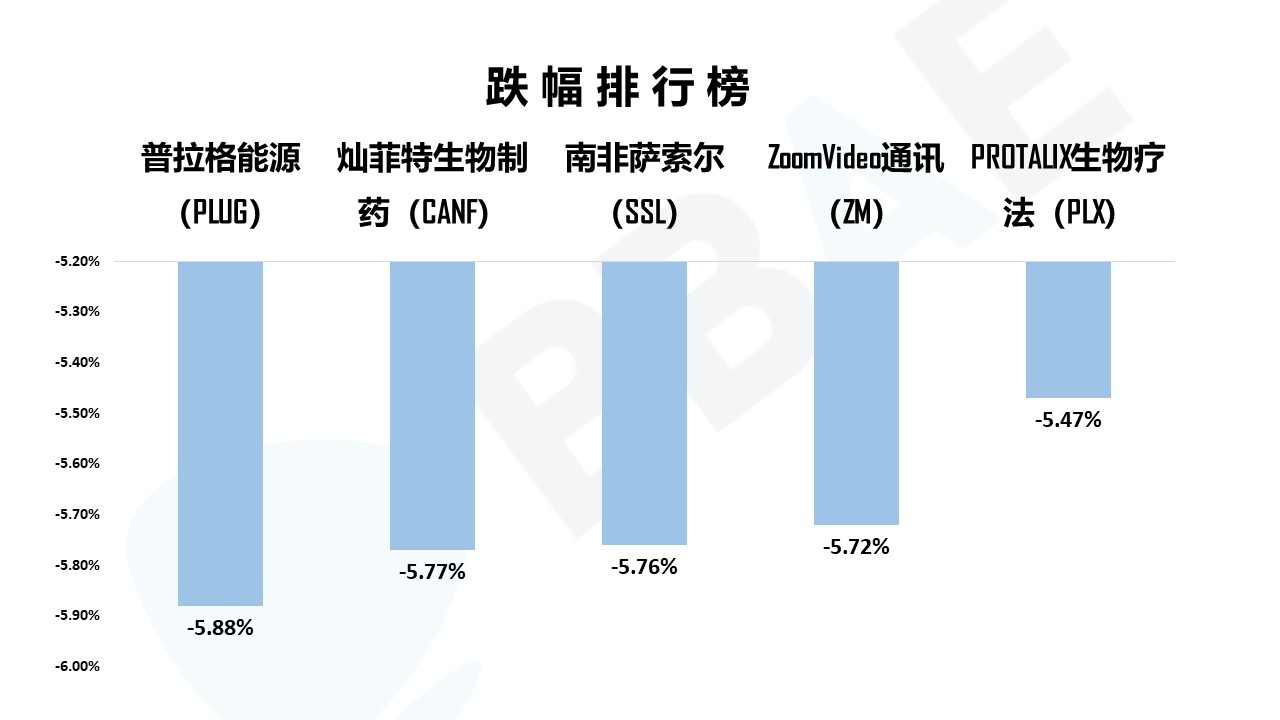 跌幅排行榜
普拉格能源
（PLUG）
灿菲特生物制
药（CANF）
南非萨索尔
（SSL）
ZoomVideo通讯
（ZM）
PROTALIX生物疗
法（PLX）
-5.20%
-5.30%
-5.40%
-5.50%
-5.60%
-5.70%
-5.80%
-5.90%
-6.00%
-5.88%
-5.77%
-5.76%
-5.72%
-5.47%
BBAE